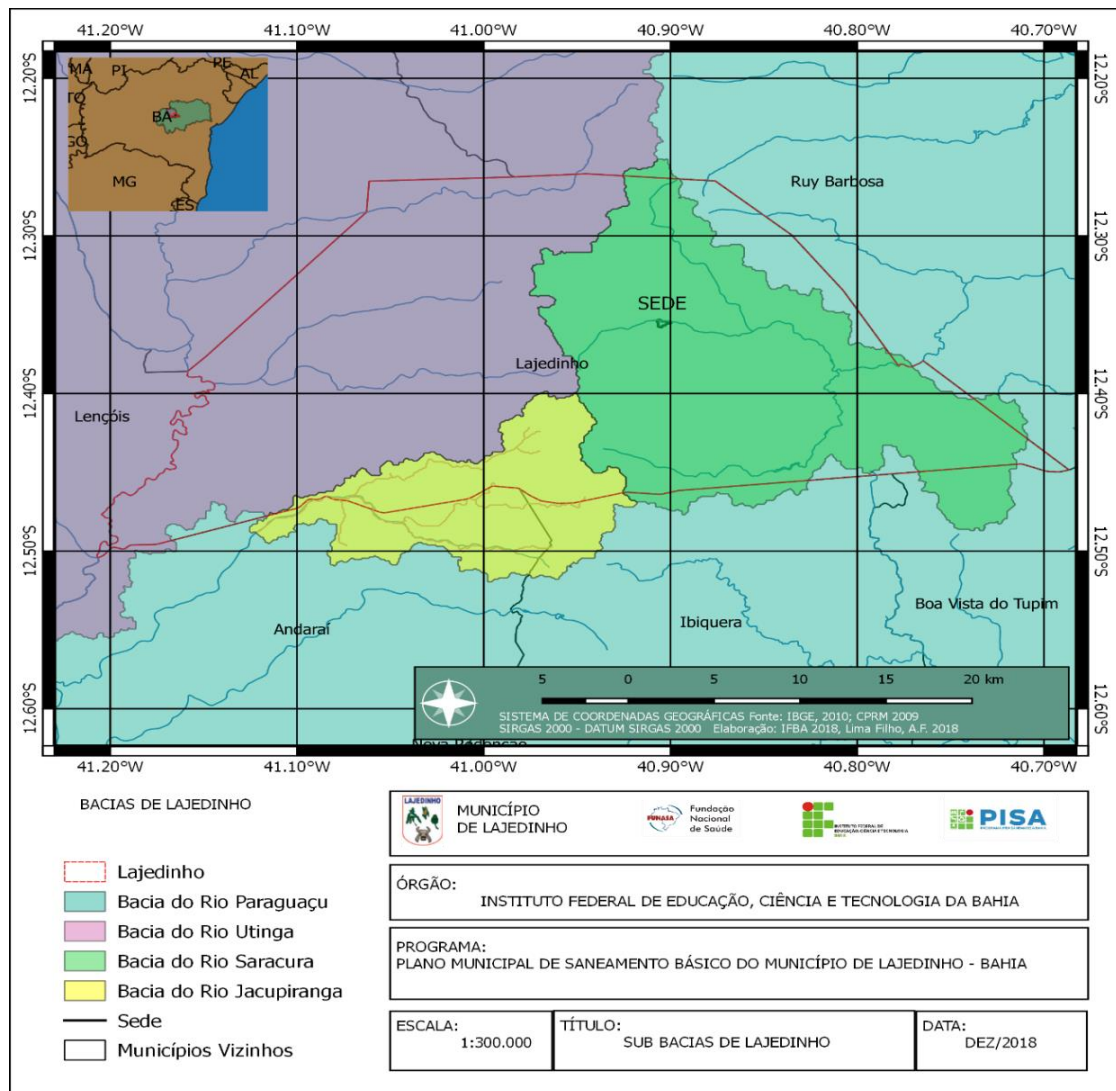 41.20°W 41.10°W 41.00°W 40.90°W 40.80°W 40.70°W
12.20°S 12.20°S
12.30°S 12.30°S
12.40°S 12.40°S
12.50°S 12.50°S
12.60°S 12.60°S
MA PI PE AL
TO
BA
GO
MG
ES
Ruy Barbosa
SEDE
Lajedinho
Lençóis
Boa Vista do Tupim
Andaraí
Ibiquera
5 0 5 10 15 20 km
SISTEMA DE COORDENADAS GEOGRÁFICAS Fonte: IBGE, 2010; CPRM 2009
SIRGAS 2000 - DATUM SIRGAS 2000 Elaboração: IFBA 2018, Lima Filho, A.F. 2018
41.20°W 41.10°W 41.00°W 40.90°W 40.80°W 40.70°W
BACIAS DE LAJEDINHO
Lajedinho
Bacia do Rio Paraguaçu
Bacia do Rio Utinga
Bacia do Rio Saracura
Bacia do Rio Jacupiranga
Sede
Municípios Vizinhos
LAJEDINHO
MUNICÍPIO
DE LAJEDINHO
FUNASA
Fundação
Nacional
de Saúde
INSTITUTO FEDERAL DE
EDUCAÇÃO, CIÊNCIA E TECNOLOGIA
PISA
ÓRGÃO:
INSTITUTO FEDERAL DE EDUCAÇÃO, CIÊNCIA E TECNOLOGIA DA BAHIA
PROGRAMA:
PLANO MUNICIPAL DE SANEAMENTO BÁSICO DO MUNICÍPIO DE LAJEDINHO - BAHIA
ESCALA:
1:300.000
TÍTULO:
SUB BACIAS DE LAJEDINHO
DATA:
DEZ/2018